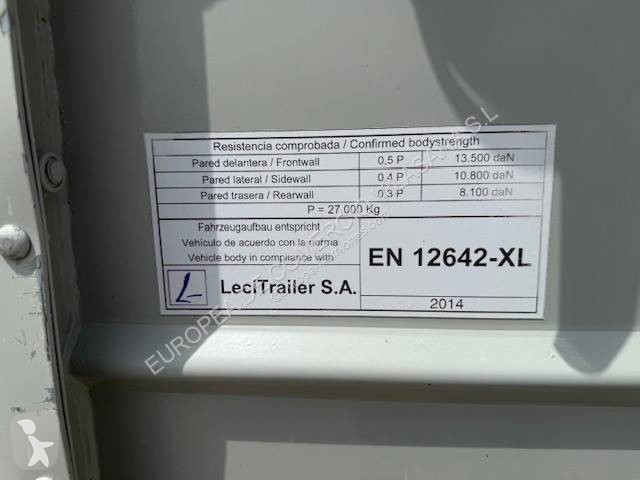 Resistencia comprobada / Confirmed bodystrength
Pared delantera / Frontwall 0,5 P 13.500 daN
Pared lateral / Sidewall 0,4 P 10.800 daN
Pared trasera / Rearwall 0,3 P 8.100 daN
P = 27.000 Kg
Fahrzeugaufbau entspricht
Vehículo de acuerdo con la norma
Vehicle body in compliance with
EN 12642-XL
L LeciTrailer S.A.
2014